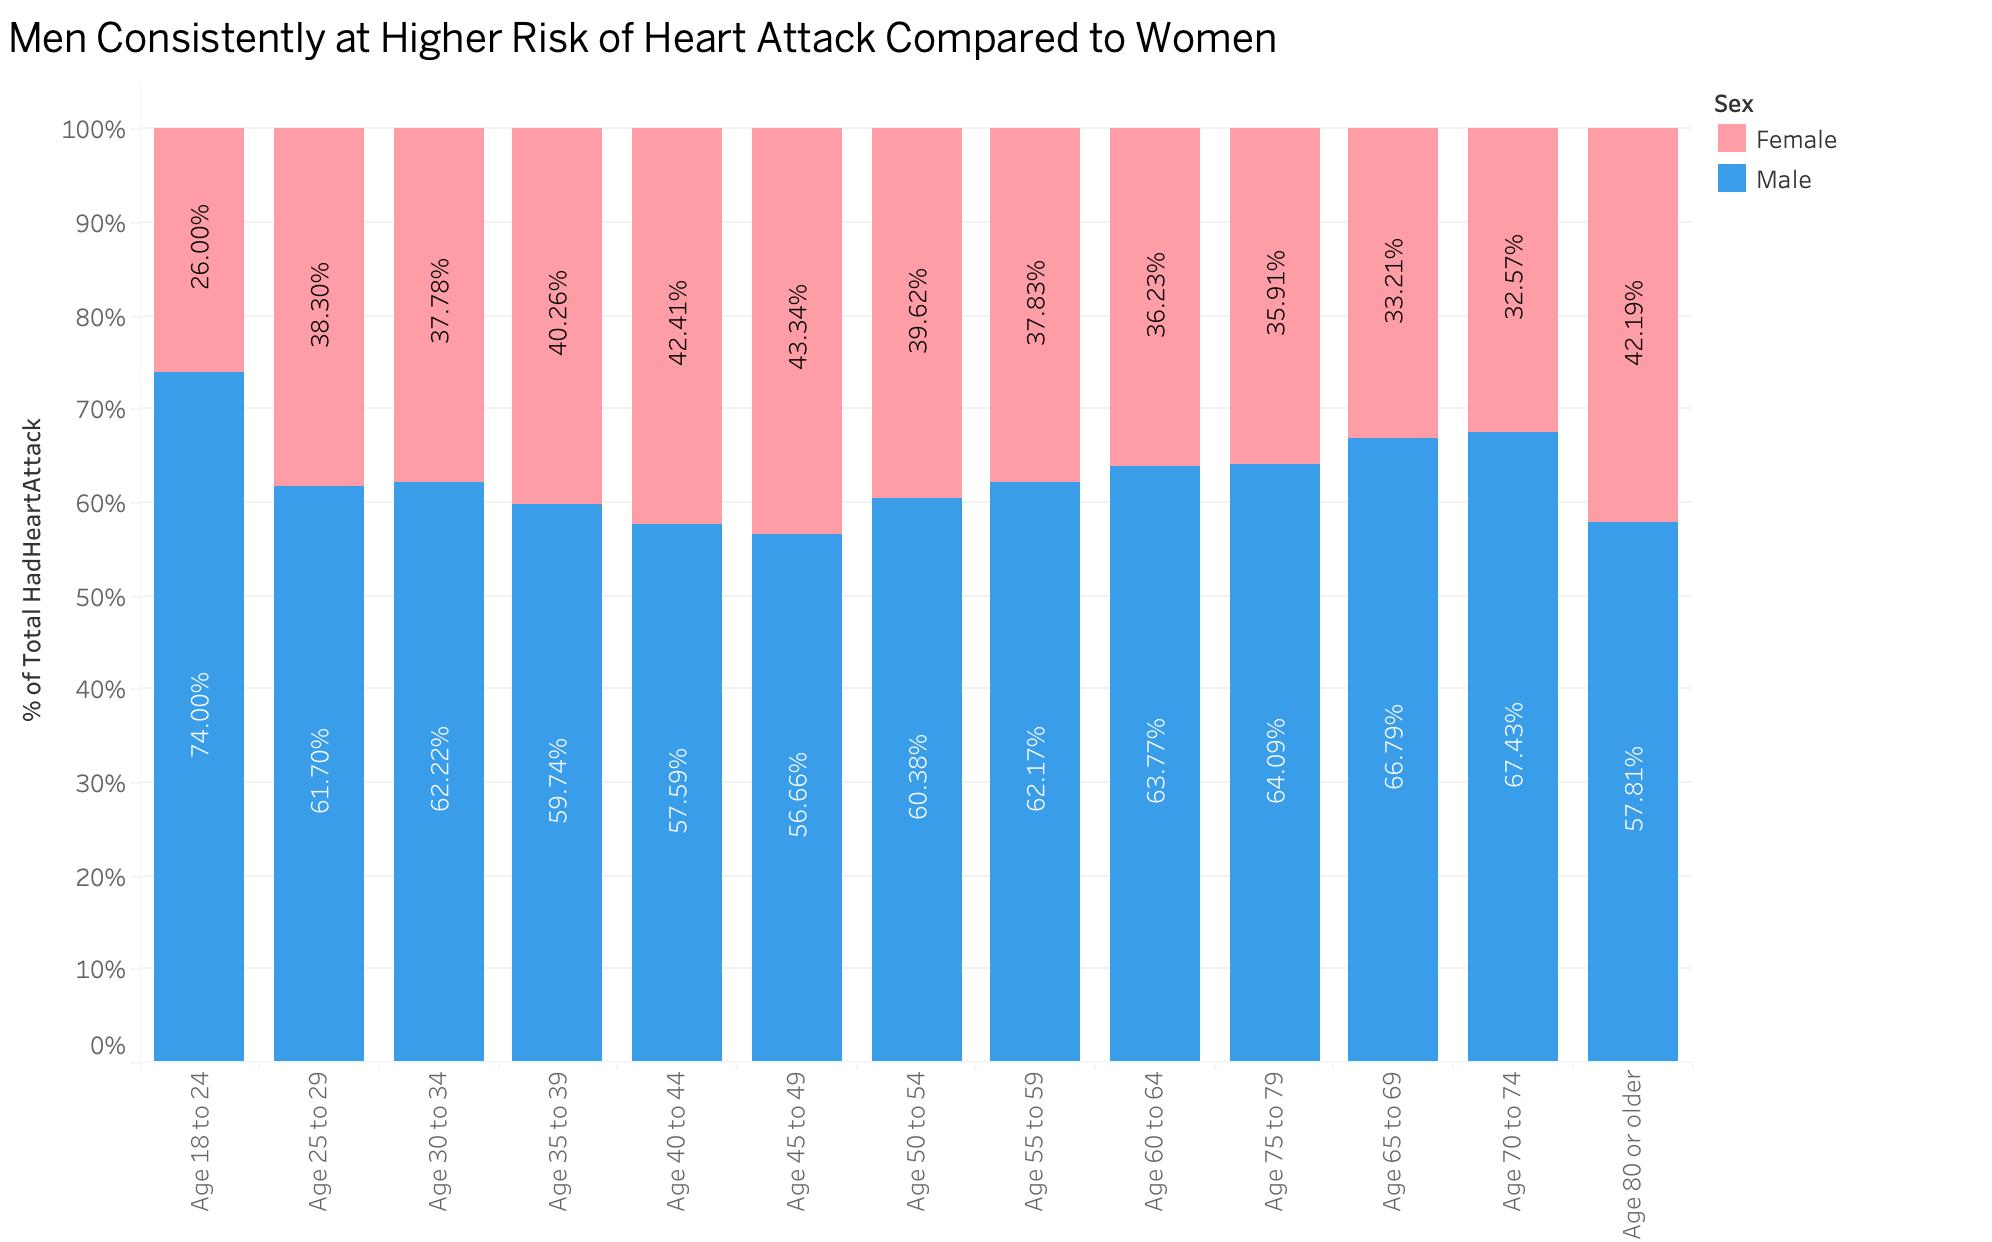 Men Consistently at Higher Risk of Heart Attack Compared to Women
Sex
Female
Male
% of Total HadHeartAttack
100%
90%
80%
70%
60%
50%
40%
30%
20%
10%
0%
26.00%
38.30%
37.78%
40.26%
42.41%
43.34%
39.62%
37.83%
36.23%
35.91%
33.21%
32.57%
42.19%
74.00%
61.70%
62.22%
59.74%
57.59%
56.66%
60.38%
62.17%
63.77%
64.09%
66.79%
67.43%
57.81%
Age 18 to 24
Age 25 to 29
Age 30 to 34
Age 35 to 39
Age 40 to 44
Age 45 to 49
Age 50 to 54
Age 55 to 59
Age 60 to 64
Age 75 to 79
Age 65 to 69
Age 70 to 74
Age 80 or older